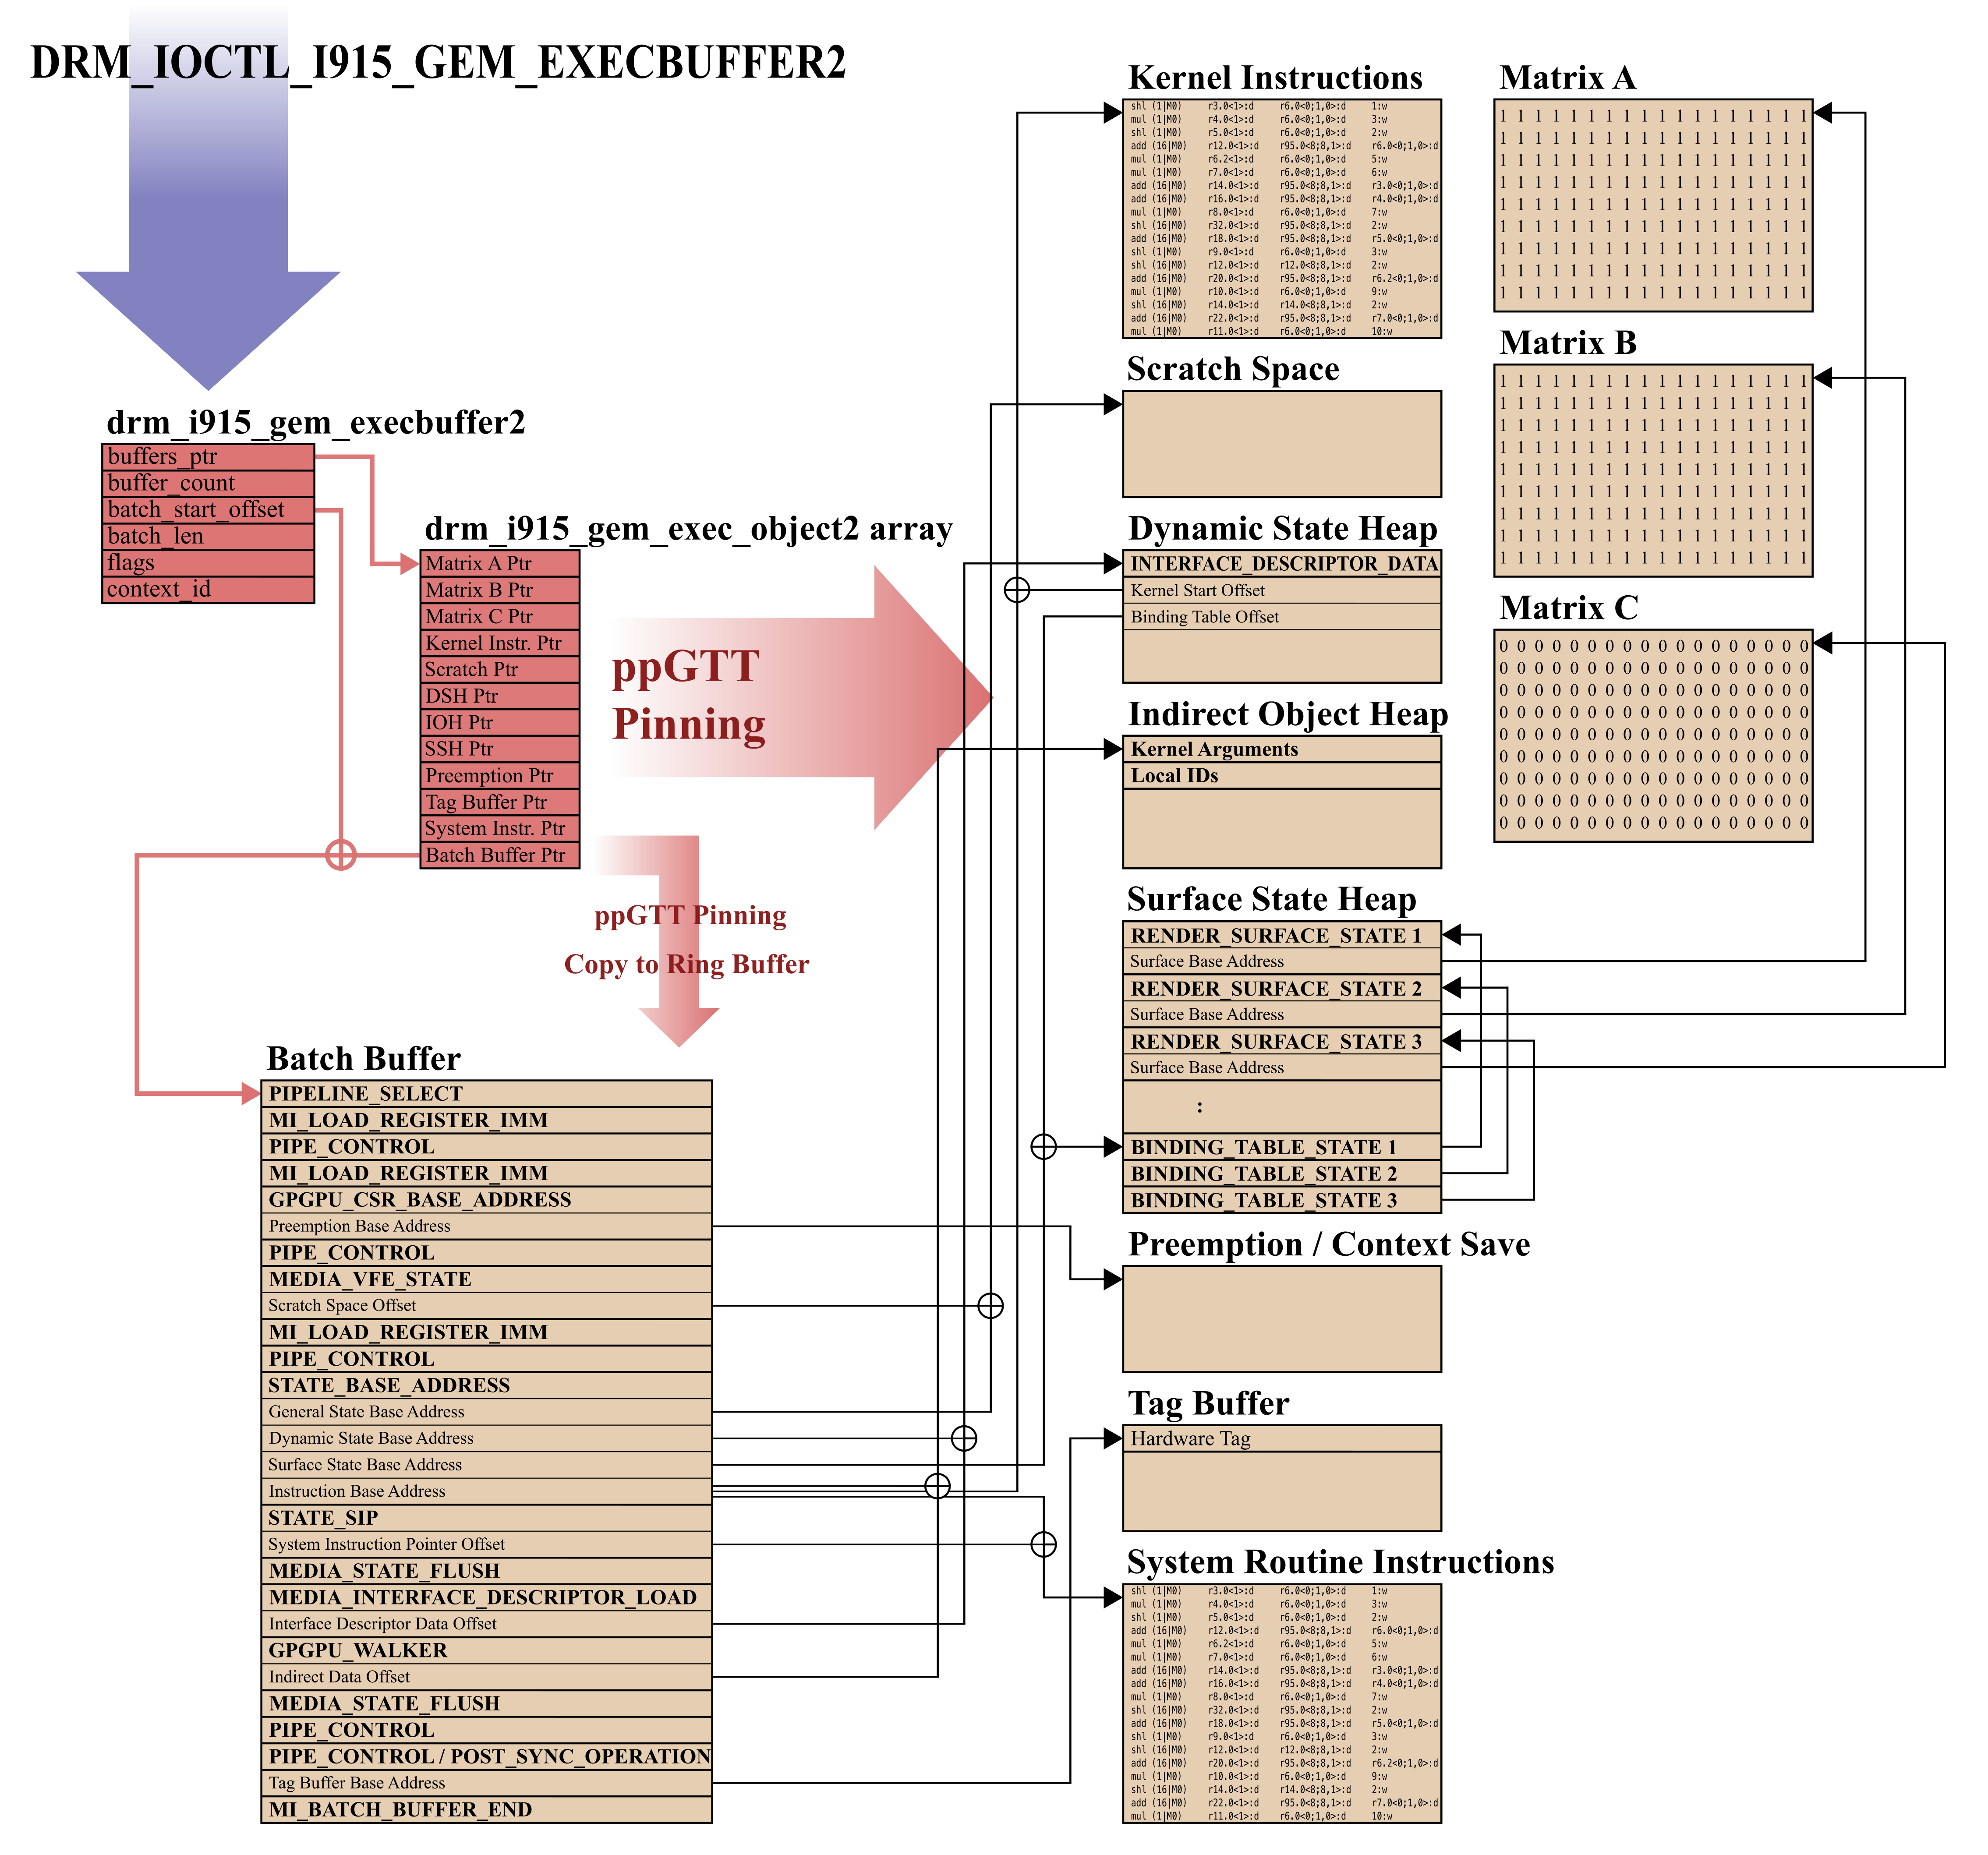 DRM_IOCTL_I915_GEM_EXECBUFFER2
drm_i915_gem_execbuffer2
buffers_ptr
buffer_count
batch_start_offset
batch_len
flags
context_id
drm_i915_gem_exec_object2 array
Matrix A Ptr
Matrix B Ptr
Matrix C Ptr
Kernel Instr. Ptr
Scratch Ptr
DSH Ptr
IOH Ptr
SSH Ptr
Preemption Ptr
Tag Buffer Ptr
System Instr. Ptr
Batch Buffer Ptr
ppGTT
Pinning
ppGTT Pinning
Copy to Ring Buffer
Batch Buffer
PIPELINE_SELECT
MI_LOAD_REGISTER_IMM
PIPE_CONTROL
MI_LOAD_REGISTER_IMM
GPGPU_CSR_BASE_ADDRESS
Preemption Base Address
PIPE_CONTROL
MEDIA_VFE_STATE
Scratch Space Offset
MI_LOAD_REGISTER_IMM
PIPE_CONTROL
STATE_BASE_ADDRESS
General State Base Address
Dynamic State Base Address
Surface State Base Address
Instruction Base Address
STATE_SIP
System Instruction Pointer Offset
MEDIA_STATE_FLUSH
MEDIA_INTERFACE_DESCRIPTOR_LOAD
Interface Descriptor Data Offset
GPGPU_WALKER
Indirect Data Offset
MEDIA_STATE_FLUSH
PIPE_CONTROL
PIPE_CONTROL / POST_SYNC_OPERATION
Tag Buffer Base Address
MI_BATCH_BUFFER_END
Kernel Instructions
shl (1|M0) r3.0<1>:d r6.0<0;1,0>:d 1:w
mul (1|M0) r4.0<1>:d r6.0<0;1,0>:d 3:w
shl (1|M0) r5.0<1>:d r6.0<0;1,0>:d 2:w
add (16|M0) r12.0<1>:d r95.0<8;8,1>:d r6.0<0;1,0>:d
mul (1|M0) r6.2<1>:d r6.0<0;1,0>:d 5:w
mul (1|M0) r7.0<1>:d r6.0<0;1,0>:d 6:w
add (16|M0) r14.0<1>:d r95.0<8;8,1>:d r3.0<0;1,0>:d
add (16|M0) r16.0<1>:d r95.0<8;8,1>:d r4.0<0;1,0>:d
mul (1|M0) r8.0<1>:d r6.0<0;1,0>:d 7:w
shl (16|M0) r32.0<1>:d r95.0<8;8,1>:d 2:w
add (16|M0) r18.0<1>:d r95.0<8;8,1>:d r5.0<0;1,0>:d
shl (1|M0) r9.0<1>:d r6.0<0;1,0>:d 3:w
shl (16|M0) r12.0<1>:d r12.0<8;8,1>:d 2:w
add (16|M0) r20.0<1>:d r95.0<8;8,1>:d r6.2<0;1,0>:d
mul (1|M0) r10.0<1>:d r6.0<0;1,0>:d 9:w
shl (16|M0) r14.0<1>:d r14.0<8;8,1>:d 2:w
add (16|M0) r22.0<1>:d r95.0<8;8,1>:d r7.0<0;1,0>:d
mul (1|M0) r11.0<1>:d r6.0<0;1,0>:d 10:w
Scratch Space
Dynamic State Heap
INTERFACE_DESCRIPTOR_DATA
Kernel Start Offset
Binding Table Offset
Indirect Object Heap
Kernel Arguments
Local IDs
Surface State Heap
RENDER_SURFACE_STATE 1
Surface Base Address
RENDER_SURFACE_STATE 2
Surface Base Address
RENDER_SURFACE_STATE 3
Surface Base Address
:
BINDING_TABLE_STATE 1
BINDING_TABLE_STATE 2
BINDING_TABLE_STATE 3
Preemption / Context Save
Tag Buffer
Hardware Tag
System Routine Instructions
shl (1|M0) r3.0<1>:d r6.0<0;1,0>:d 1:w
mul (1|M0) r4.0<1>:d r6.0<0;1,0>:d 3:w
shl (1|M0) r5.0<1>:d r6.0<0;1,0>:d 2:w
add (16|M0) r12.0<1>:d r95.0<8;8,1>:d r6.0<0;1,0>:d
mul (1|M0) r6.2<1>:d r6.0<0;1,0>:d 5:w
mul (1|M0) r7.0<1>:d r6.0<0;1,0>:d 6:w
add (16|M0) r14.0<1>:d r95.0<8;8,1>:d r3.0<0;1,0>:d
add (16|M0) r16.0<1>:d r95.0<8;8,1>:d r4.0<0;1,0>:d
mul (1|M0) r8.0<1>:d r6.0<0;1,0>:d 7:w
shl (16|M0) r32.0<1>:d r95.0<8;8,1>:d 2:w
add (16|M0) r18.0<1>:d r95.0<8;8,1>:d r5.0<0;1,0>:d
shl (1|M0) r9.0<1>:d r6.0<0;1,0>:d 3:w
shl (16|M0) r12.0<1>:d r12.0<8;8,1>:d 2:w
add (16|M0) r20.0<1>:d r95.0<8;8,1>:d r6.2<0;1,0>:d
mul (1|M0) r10.0<1>:d r6.0<0;1,0>:d 9:w
shl (16|M0) r14.0<1>:d r14.0<8;8,1>:d 2:w
add (16|M0) r22.0<1>:d r95.0<8;8,1>:d r7.0<0;1,0>:d
mul (1|M0) r11.0<1>:d r6.0<0;1,0>:d 10:w
Matrix A
1 1 1 1 1 1 1 1 1 1 1 1 1 1 1 1 1 1
1 1 1 1 1 1 1 1 1 1 1 1 1 1 1 1 1 1
1 1 1 1 1 1 1 1 1 1 1 1 1 1 1 1 1 1
1 1 1 1 1 1 1 1 1 1 1 1 1 1 1 1 1 1
1 1 1 1 1 1 1 1 1 1 1 1 1 1 1 1 1 1
1 1 1 1 1 1 1 1 1 1 1 1 1 1 1 1 1 1
1 1 1 1 1 1 1 1 1 1 1 1 1 1 1 1 1 1
1 1 1 1 1 1 1 1 1 1 1 1 1 1 1 1 1 1
1 1 1 1 1 1 1 1 1 1 1 1 1 1 1 1 1 1
Matrix B
1 1 1 1 1 1 1 1 1 1 1 1 1 1 1 1 1 1
1 1 1 1 1 1 1 1 1 1 1 1 1 1 1 1 1 1
1 1 1 1 1 1 1 1 1 1 1 1 1 1 1 1 1 1
1 1 1 1 1 1 1 1 1 1 1 1 1 1 1 1 1 1
1 1 1 1 1 1 1 1 1 1 1 1 1 1 1 1 1 1
1 1 1 1 1 1 1 1 1 1 1 1 1 1 1 1 1 1
1 1 1 1 1 1 1 1 1 1 1 1 1 1 1 1 1 1
1 1 1 1 1 1 1 1 1 1 1 1 1 1 1 1 1 1
1 1 1 1 1 1 1 1 1 1 1 1 1 1 1 1 1 1
Matrix C
0 0 0 0 0 0 0 0 0 0 0 0 0 0 0 0 0 0
0 0 0 0 0 0 0 0 0 0 0 0 0 0 0 0 0 0
0 0 0 0 0 0 0 0 0 0 0 0 0 0 0 0 0 0
0 0 0 0 0 0 0 0 0 0 0 0 0 0 0 0 0 0
0 0 0 0 0 0 0 0 0 0 0 0 0 0 0 0 0 0
0 0 0 0 0 0 0 0 0 0 0 0 0 0 0 0 0 0
0 0 0 0 0 0 0 0 0 0 0 0 0 0 0 0 0 0
0 0 0 0 0 0 0 0 0 0 0 0 0 0 0 0 0 0
0 0 0 0 0 0 0 0 0 0 0 0 0 0 0 0 0 0